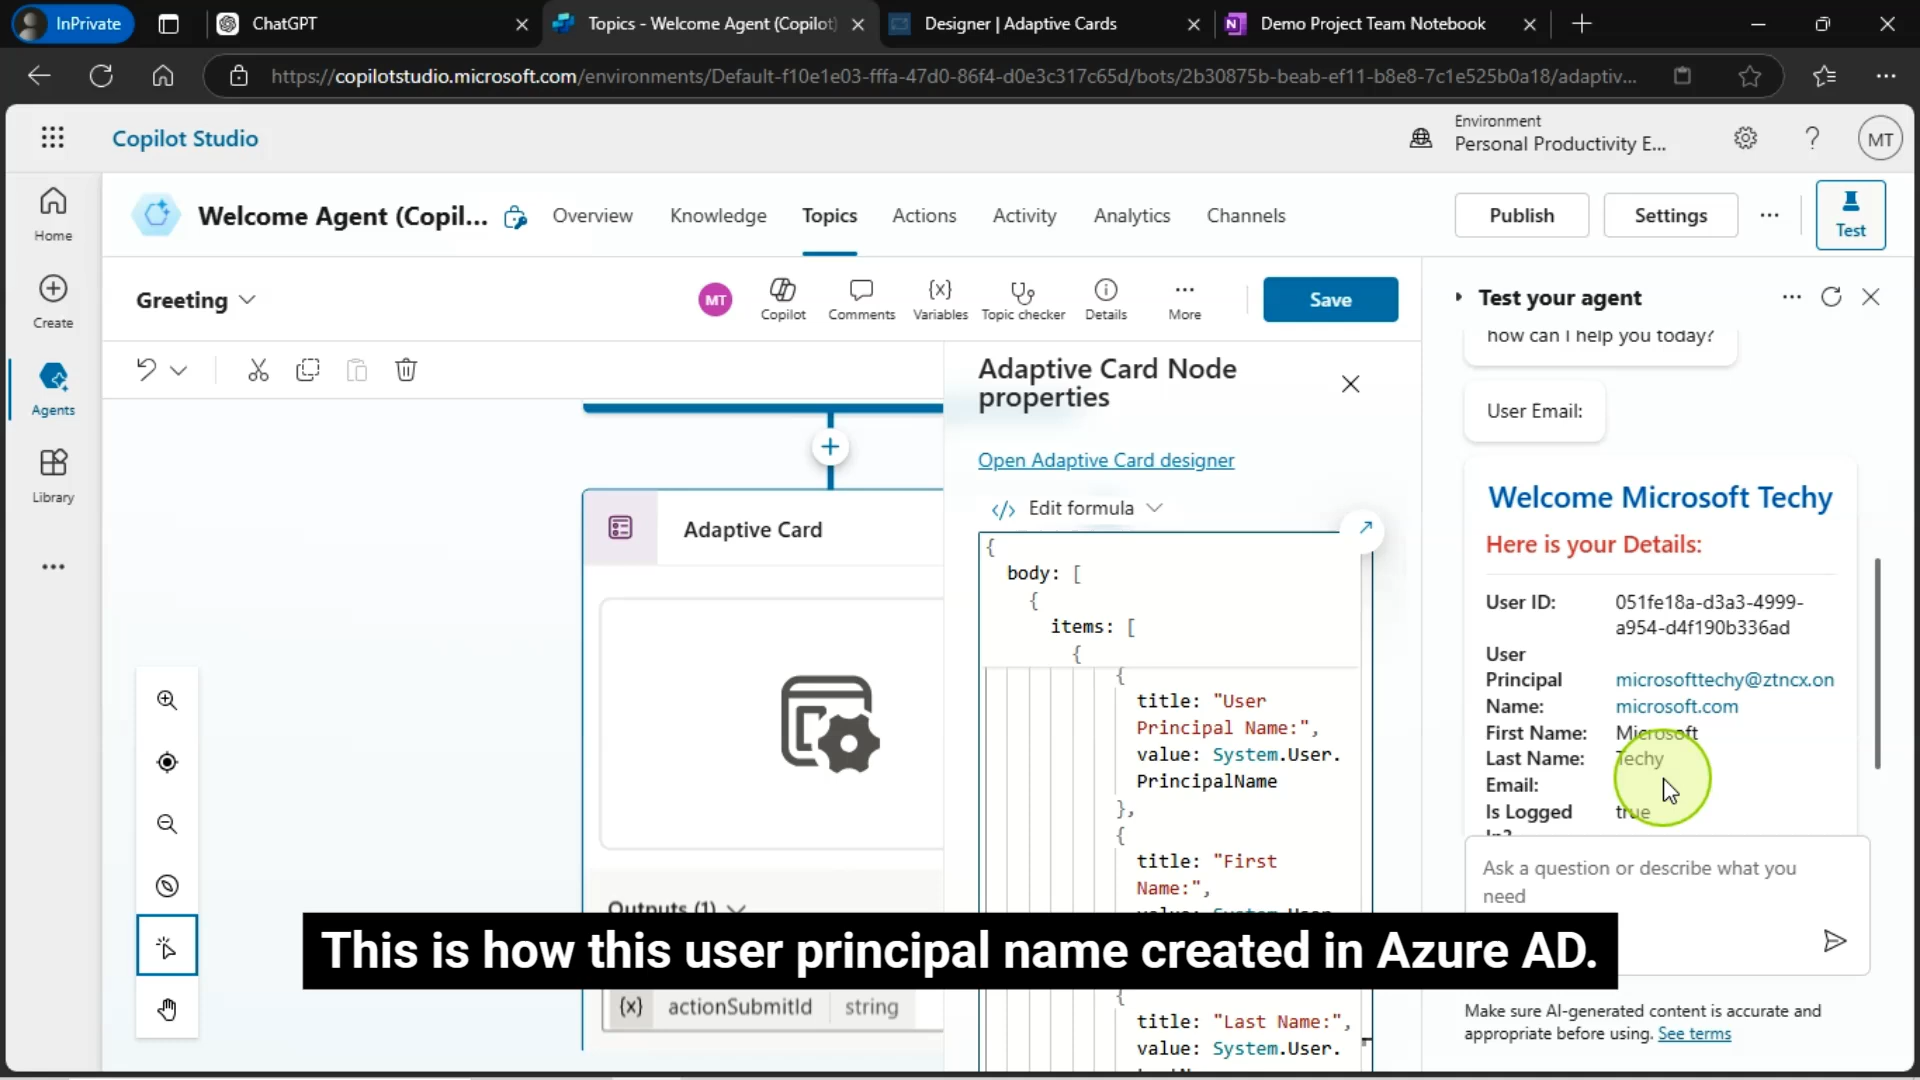 InPrivate
ChatGPT
Topics - Welcome Agent (Copilot)
Designer | Adaptive Cards
Demo Project Team Notebook
https://copilotstudio.microsoft.com/environments/Default-f10e1e03-fffa-47d0-86f4-d0e3c317c65d/bots/2b30875b-beab-ef11-b8e8-7c1e525b0a18/adaptiv...
Copilot Studio
Environment
Personal Productivity E...
MT
Home
Create
Agents
Library
Welcome Agent (Copil...
Overview
Knowledge
Topics
Actions
Activity
Analytics
Channels
Publish
Settings
Test
Greeting
MT
Copilot
Comments
Variables
Topic checker
Details
More
Save
Adaptive Card
Outputs (1)
{x} actionSubmitId string
Adaptive Card Node
properties
Open Adaptive Card designer
</> Edit formula
{
body: [
{
items: [
{
{
title: "User
Principal Name:",
value: System.User.
PrincipalName
},
{
title: "First
Name:",
value: System.User.
{
title: "Last Name:",
value: System.User.
Test your agent
how can I help you today?
User Email:
Welcome Microsoft Techy
Here is your Details:
User ID: 051fe18a-d3a3-4999-
a954-d4f190b336ad
User
Principal microsofttechy@ztncx.on
Name: microsoft.com
First Name: Microsoft
Last Name: Techy
Email:
Is Logged true
In?
Ask a question or describe what you
need
Make sure AI-generated content is accurate and
appropriate before using. See terms
This is how this user principal name created in Azure AD.